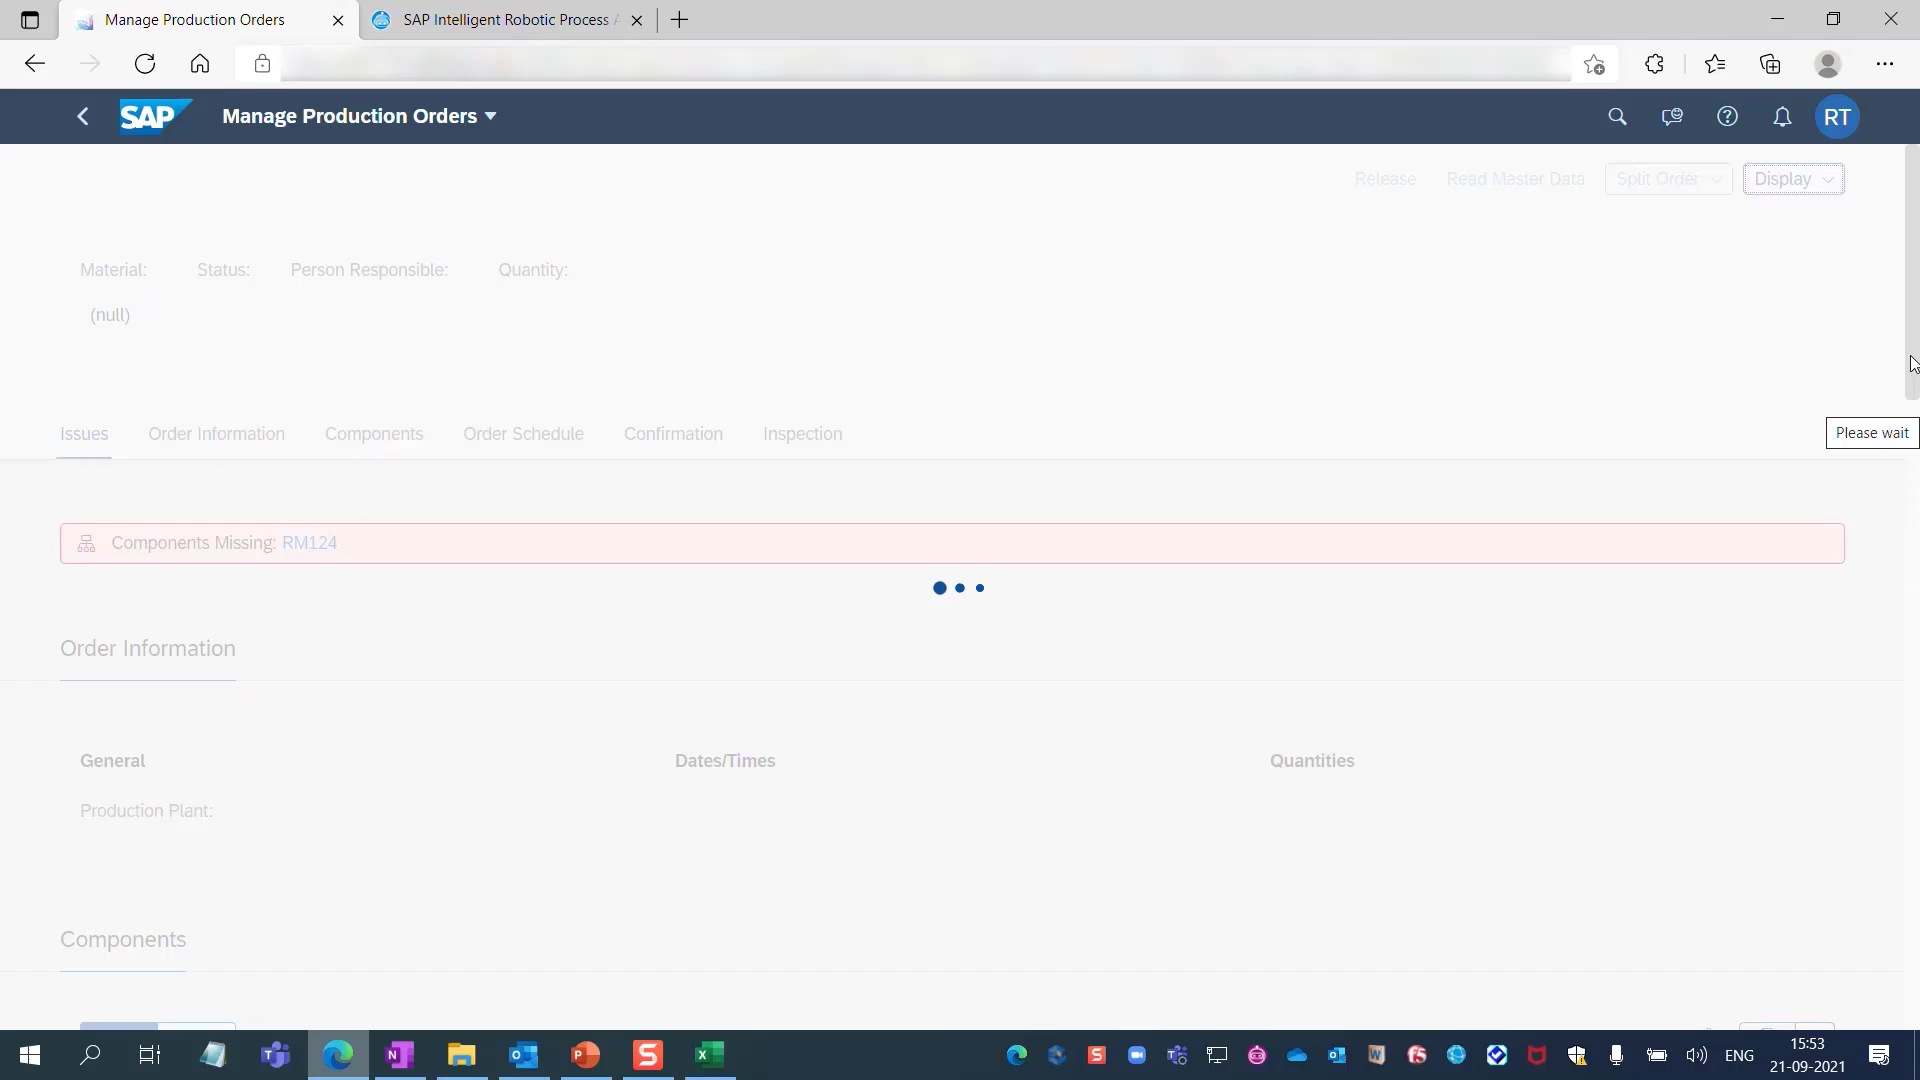 Manage Production Orders
SAP Intelligent Robotic Process A
SAP
Manage Production Orders
RT
Release
Read Master Data
Split Order
Display
Material:
Status:
Person Responsible:
Quantity:
(null)
Issues
Order Information
Components
Order Schedule
Confirmation
Inspection
Please wait
Components Missing: RM124
Order Information
General
Dates/Times
Quantities
Production Plant:
Components
ENG
15:53
21-09-2021